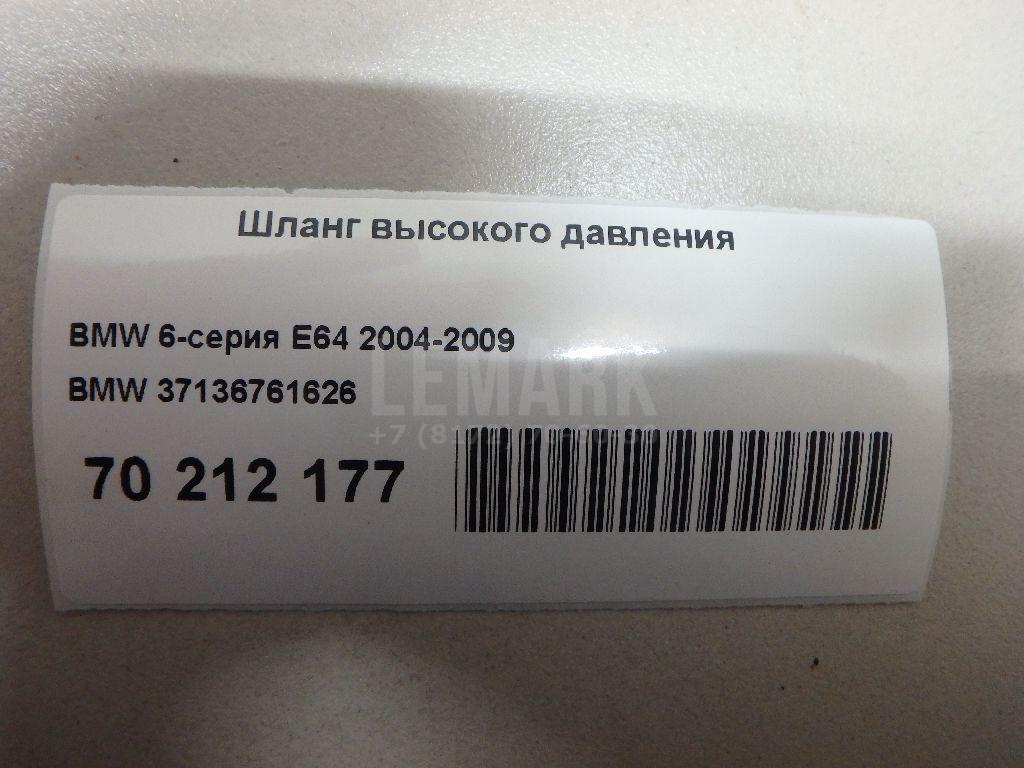 Шланг высокого давления
BMW 6-серия E64 2004-2009
BMW 37136761626
LEMARK
70 212 177